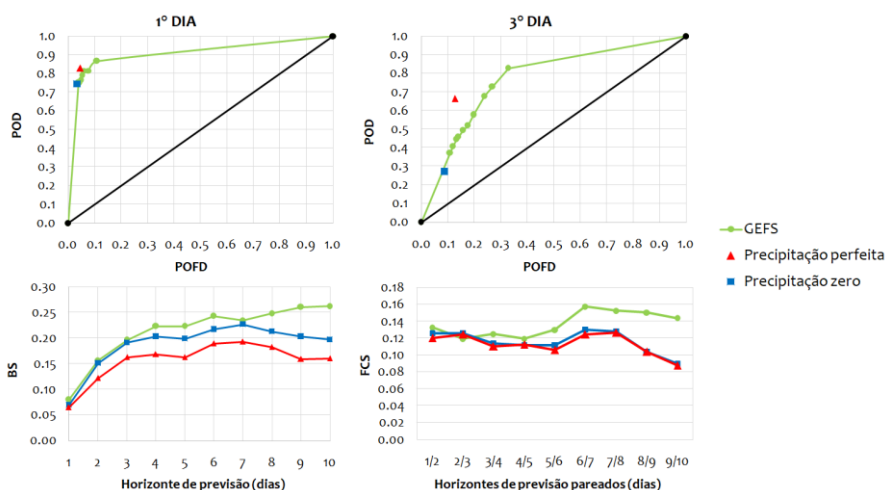 1° DIA
1.0
0.9
0.8
0.7
0.6
0.5
0.4
0.3
0.2
0.1
0.0
POD
0.0 0.1 0.2 0.3 0.4 0.5 0.6 0.7 0.8 0.9 1.0
POFD
3° DIA
1.0
0.9
0.8
0.7
0.6
0.5
0.4
0.3
0.2
0.1
0.0
POD
0.0 0.1 0.2 0.3 0.4 0.5 0.6 0.7 0.8 0.9 1.0
POFD
GEFS
Precipitação perfeita
Precipitação zero
0.30
0.25
0.20
0.15
0.10
0.05
0.00
BS
1 2 3 4 5 6 7 8 9 10
Horizonte de previsão (dias)
0.18
0.16
0.14
0.12
0.10
0.08
0.06
0.04
0.02
0.00
FCS
1/2 2/3 3/4 4/5 5/6 6/7 7/8 8/9 9/10
Horizontes de previsão pareados (dias)